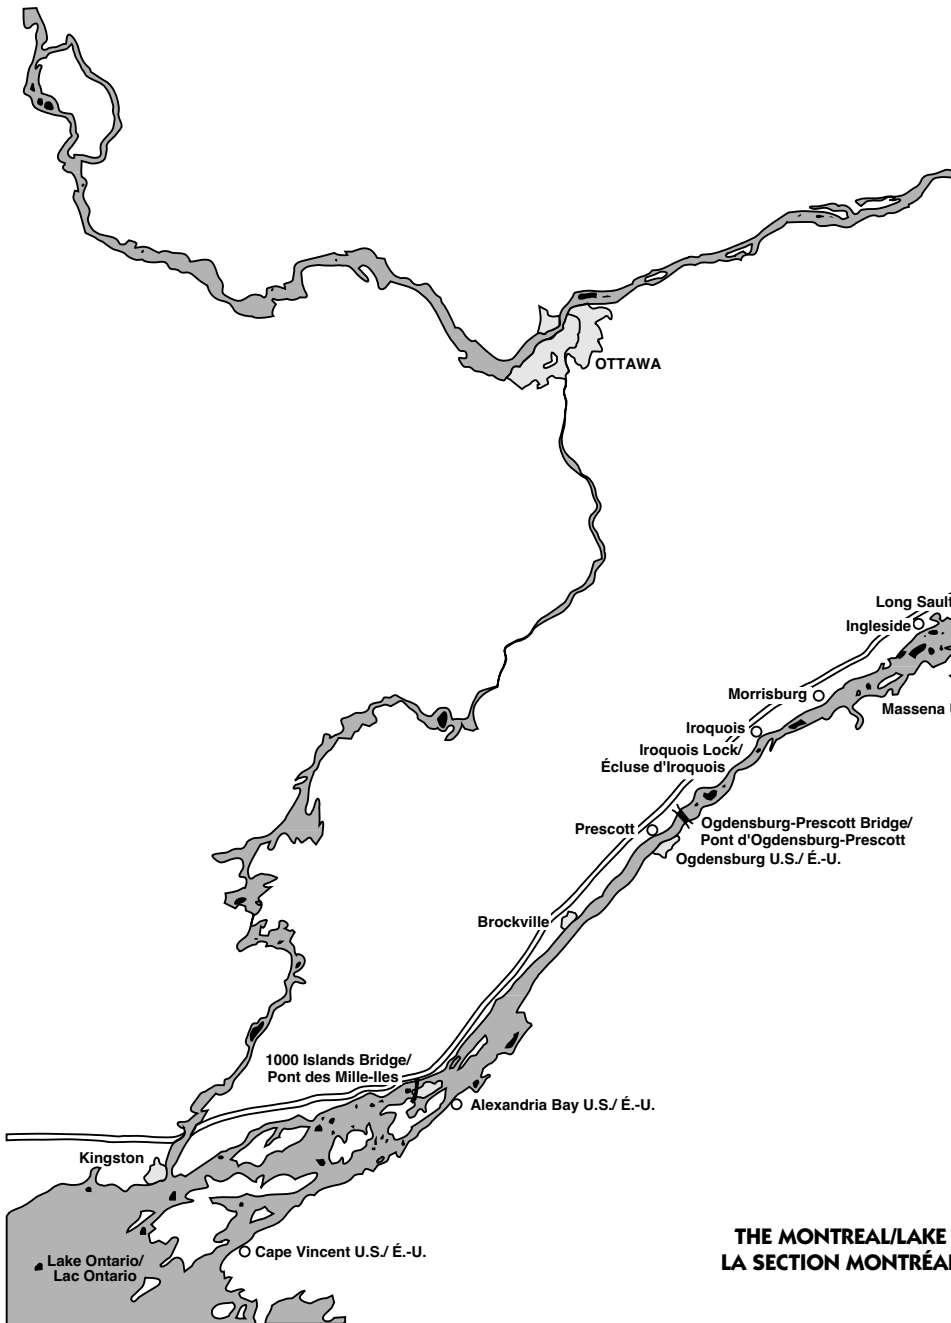 OTTAWA
Long Sault
Ingleside
Morrisburg
Massena
Iroquois
Iroquois Lock/
Écluse d'Iroquois
Prescott
Ogdensburg-Prescott Bridge/
Pont d'Ogdensburg-Prescott
Ogdensburg U.S./ É.-U.
Brockville
1000 Islands Bridge/
Pont des Mille-Iles
Alexandria Bay U.S./ É.-U.
Kingston
Cape Vincent U.S./ É.-U.
Lake Ontario/
Lac Ontario
THE MONTREAL/LAKE
LA SECTION MONTRÉAL